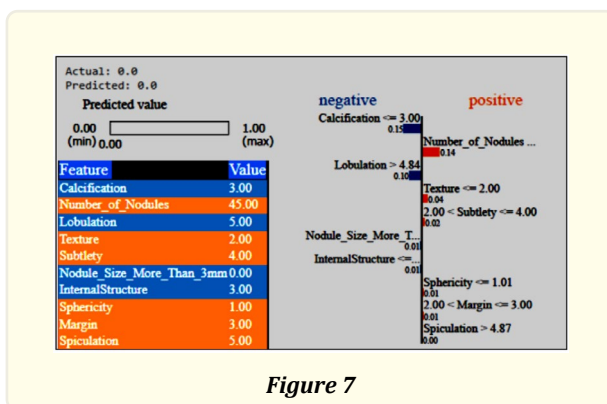 Actual: 0.0
Predicted: 0.0
Predicted value
0.00 (min)
0.00
1.00 (max)
Feature Value
Calcification 3.00
Number_of_Nodules 45.00
Lobulation 5.00
Texture 2.00
Subtlety 4.00
Nodule_Size_More_Than_3mm 0.00
InternalStructure 3.00
Sphericity 1.00
Margin 3.00
Spiculation 5.00
negative positive
Calcification <= 3.00
0.15
Number_of_Nodules ...
0.14
Lobulation > 4.84
0.10
Texture <= 2.00
0.04
2.00 < Subtlety <= 4.00
0.02
Nodule_Size_More_T...
0.01
InternalStructure <=...
0.01
Sphericity <= 1.01
0.01
2.00 < Margin <= 3.00
0.01
Spiculation > 4.87
0.00
Figure 7